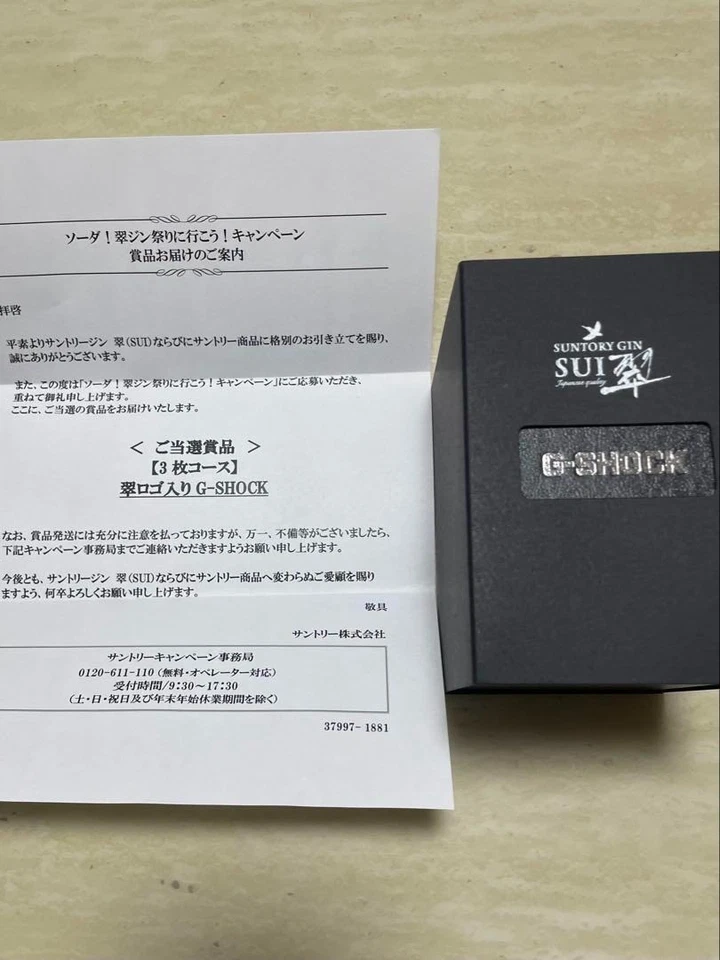 ソーダ！翠ジン祭りに行こう！キャンペーン
賞品お届けのご案内
拝啓
平素よりサントリージン 翠（SUI）ならびにサントリー商品に格別のお引き立てを賜り、
誠にありがとうございます。
また、この度は「ソーダ！翠ジン祭りに行こう！キャンペーン」にご応募いただき、
重ねて御礼申し上げます。
ここに、ご当選の賞品をお届けいたします。
＜ ご当選賞品 ＞
【3枚コース】
翠ロゴ入りG-SHOCK
なお、賞品発送には充分に注意を払っておりますが、万一、不備等がございましたら、
下記キャンペーン事務局までご連絡いただきますようお願い申し上げます。
今後とも、サントリージン 翠（SUI）ならびにサントリー商品へ変わらぬご愛顧を賜り
ますよう、何卒よろしくお願い申し上げます。
敬具
サントリー株式会社
サントリーキャンペーン事務局
0120-611-110（無料・オペレーター対応）
受付時間/9:30～17:30
（土・日・祝日及び年末年始休業期間を除く）
37997-1881
SUNTORY GIN
SUI 翠
Japanese quality
G-SHOCK